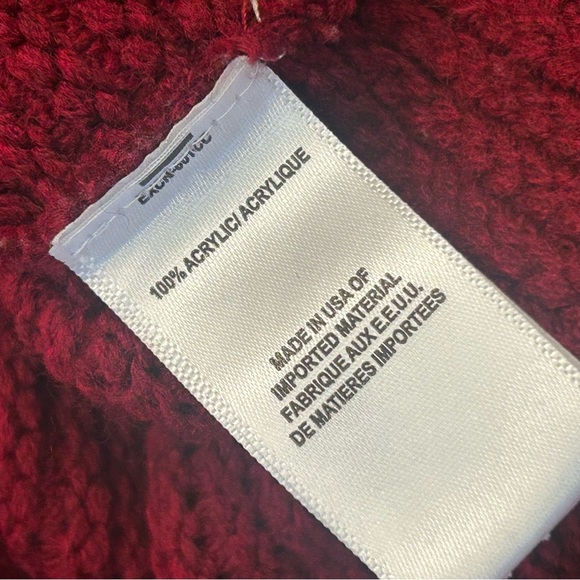 100% ACRYLIC/ ACRYLIQUE
MADE IN USA OF
IMPORTED MATERIAL
FABRIQUE AUX E.E.U.U.
DE MATIERES IMPORTEES